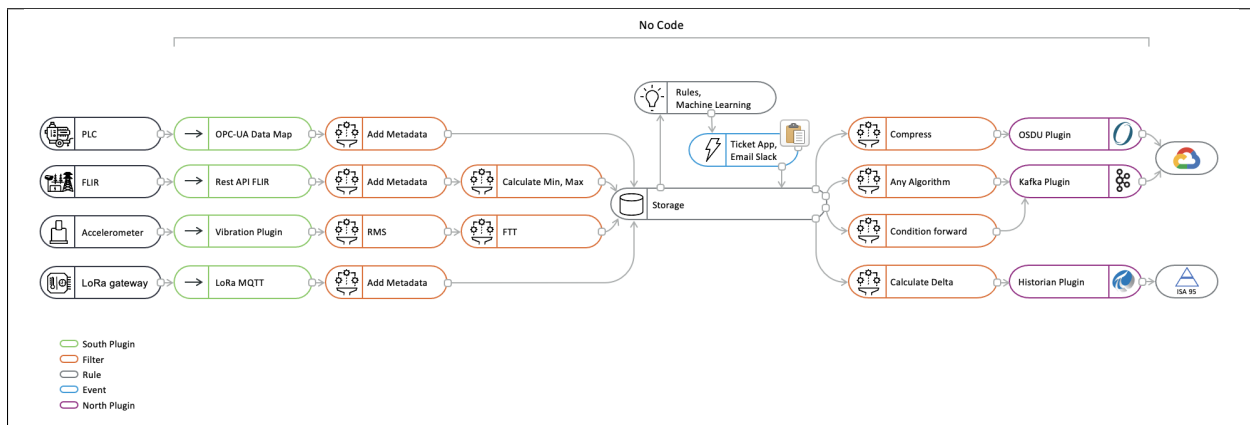 No Code
Rules,
Machine Learning
PLC
OPC-UA Data Map
Add Metadata
Ticket App,
Email Slack
Compress
OSDU Plugin
FLIR
Rest API FLIR
Add Metadata
Calculate Min, Max
Any Algorithm
Kafka Plugin
Storage
Accelerometer
Vibration Plugin
RMS
FTT
Condition forward
LoRa gateway
LoRa MQTT
Add Metadata
Calculate Delta
Historian Plugin
ISA 95
South Plugin
Filter
Rule
Event
North Plugin